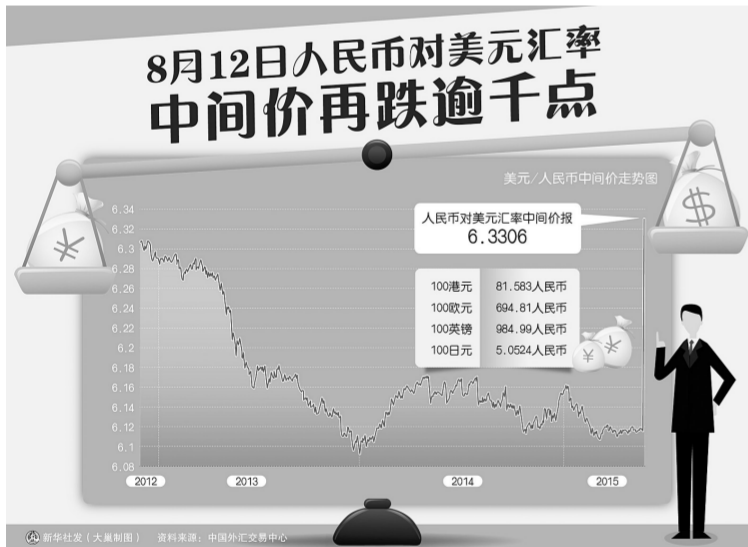 8月12日人民币对美元汇率
中间价再跌逾千点
美元/人民币中间价走势图
人民币对美元汇率中间价报
6.3306
100港元 81.583人民币
100欧元 694.81人民币
100英镑 984.99人民币
100日元 5.0524人民币
6.34
6.32
6.3
6.28
6.26
6.24
6.22
6.2
6.18
6.16
6.14
6.12
6.1
6.08
2012 2013 2014 2015
¥
$
¥
¥
新华社发(大巢制图) 资料来源:中国外汇交易中心